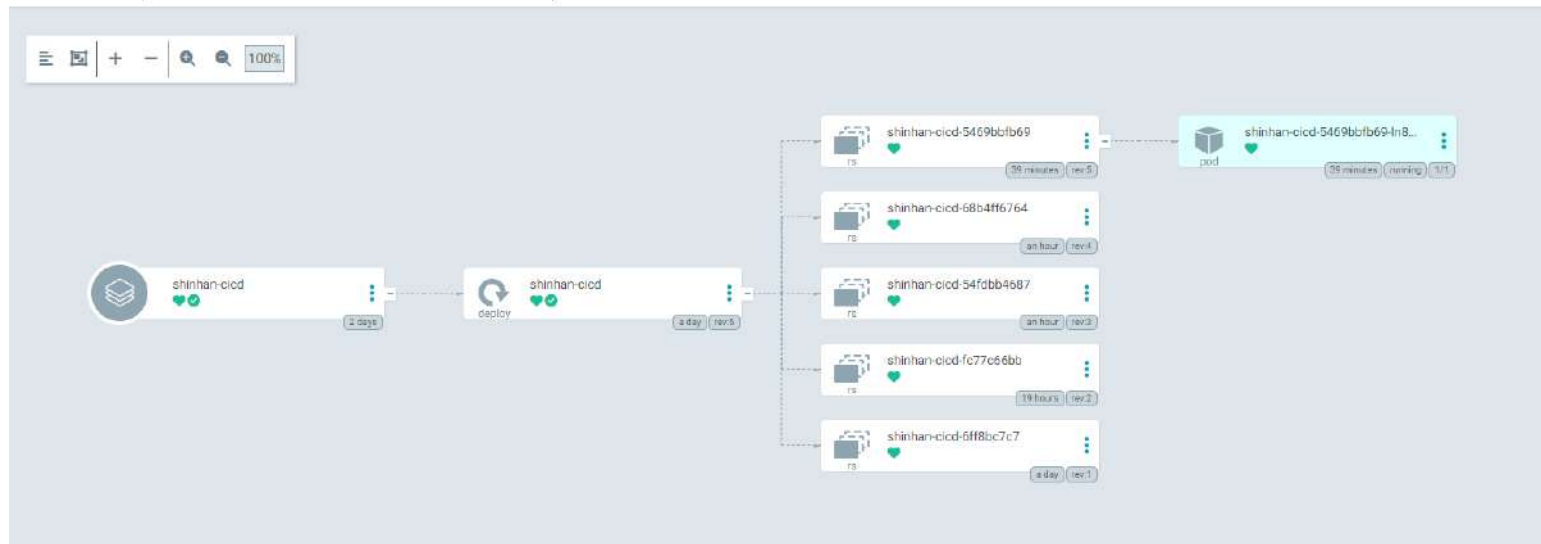 100%
shinhan-cicd
2 days
deploy
shinhan-cicd
a day
rs
shinhan-cicd-5469bbfb69
39 minutes rev:5
rs
shinhan-cicd-68b4ff6764
an hour rev:4
rs
shinhan-cicd-54fdbb4687
an hour rev:3
rs
shinhan-cicd-fc77c66bb
19 hours rev:2
rs
shinhan-cicd-6ff8bc7c7
a day rev:1
pod
shinhan-cicd-5469bbfb69-ln8...
39 minutes running 1/1